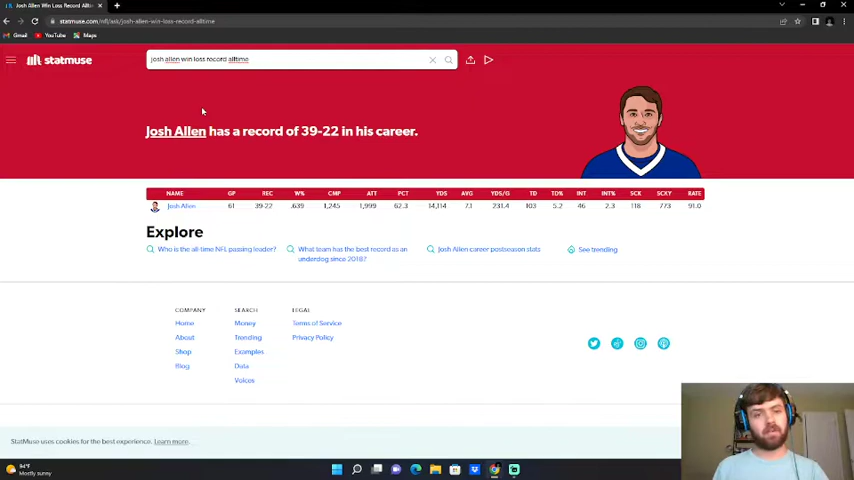 Josh Allen Win Loss Record Allti
statmuse.com/nfl/ask/josh-allen-win-loss-record-alltime
Gmail YouTube Maps
statmuse josh allen win loss record alltime
Josh Allen has a record of 39-22 in his career.
NAME GP REC W% CMP ATT PCT YDS AVG YDS/G TD TD% INT INT% SCK SCKY RATE
Josh Allen 61 39-22 .639 1,245 1,999 62.3 14,114 7.1 231.4 103 5.2 46 2.3 118 773 91.0
Explore
Who is the all-time NFL passing leader? What team has the best record as an underdog since 2018? Josh Allen career postseason stats See trending
COMPANY SEARCH LEGAL
Home Money Terms of Service
About Trending Privacy Policy
Shop Examples
Blog Data
Voices
StatMuse uses cookies for the best experience. Learn more.
94°F
Mostly sunny